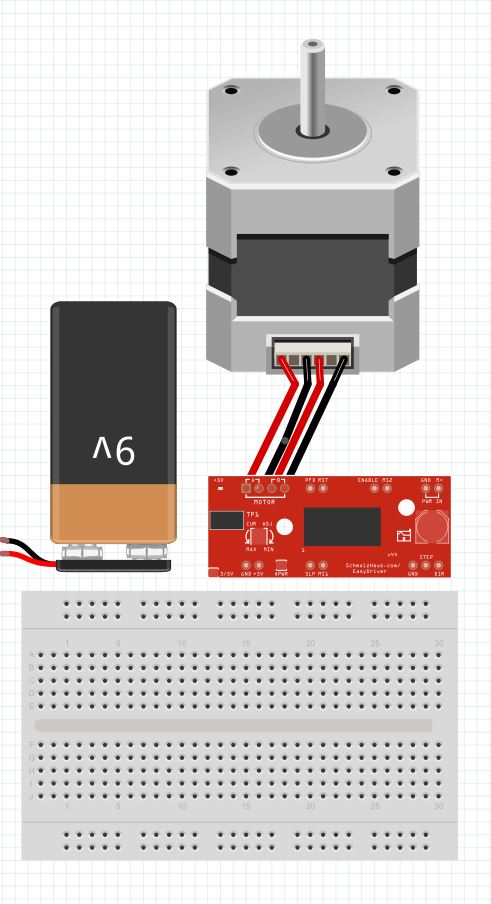 9V
+5V
A B
PFD RST
ENABLE MS2
GND M+
MOTOR
PWR IN
TP1
CUR ADJ
MAX MIN
1
v44
STEP
3/5V
GND +5V
APWR
SLP MS1
SchmalzHaus.com/
EasyDriver
GND DIR
1 5 10 15 20 25 30
A
B
C
D
E
F
G
H
I
J
1 5 10 15 20 25 30